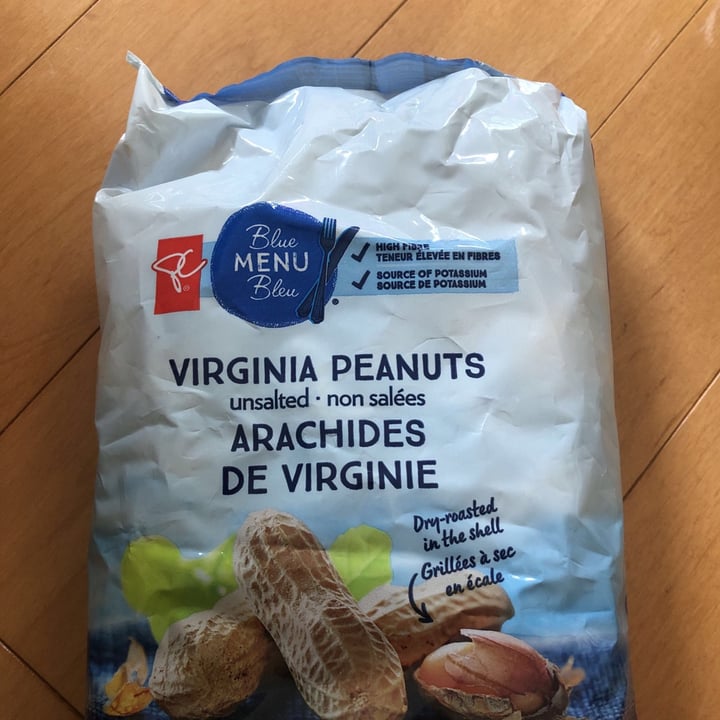 PC®
Blue
MENU
Bleu
HIGH FIBRE
TENEUR ÉLEVÉE EN FIBRES
SOURCE OF POTASSIUM
SOURCE DE POTASSIUM
VIRGINIA PEANUTS
unsalted · non salées
ARACHIDES
DE VIRGINIE
Dry-roasted
in the shell
Grillées à sec
en écale